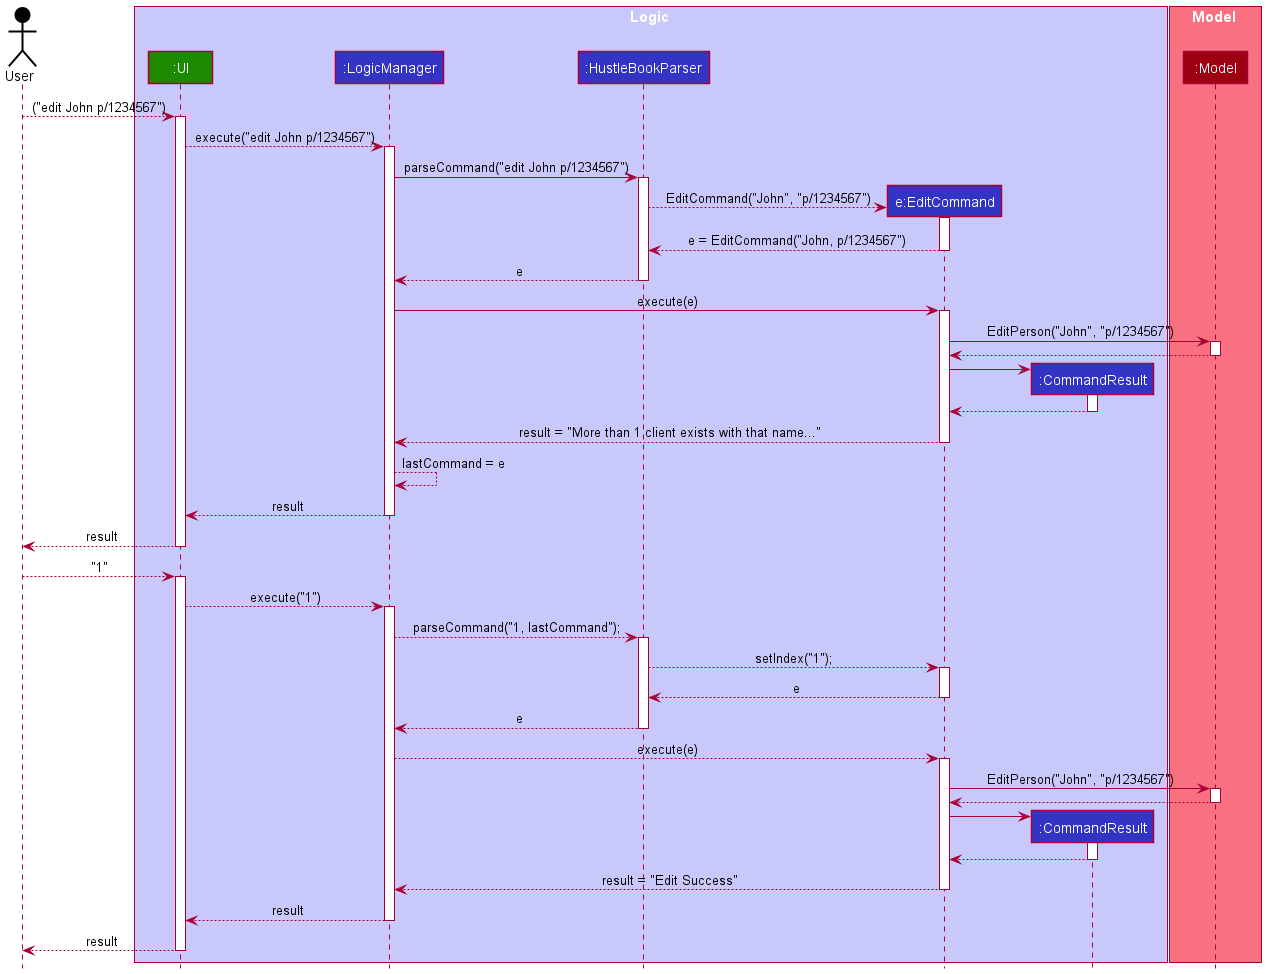 Logic
Model
User
:UI
:LogicManager
:HustleBookParser
:Model
("edit John p/1234567")
execute("edit John p/1234567")
parseCommand("edit John p/1234567")
EditCommand("John", "p/1234567")
e:EditCommand
e = EditCommand("John, p/1234567")
e
execute(e)
EditPerson("John", "p/1234567")
:CommandResult
result = "More than 1 client exists with that name..."
lastCommand = e
result
result
"1"
execute("1")
parseCommand("1, lastCommand");
setIndex("1");
e
e
execute(e)
EditPerson("John", "p/1234567")
:CommandResult
result = "Edit Success"
result
result